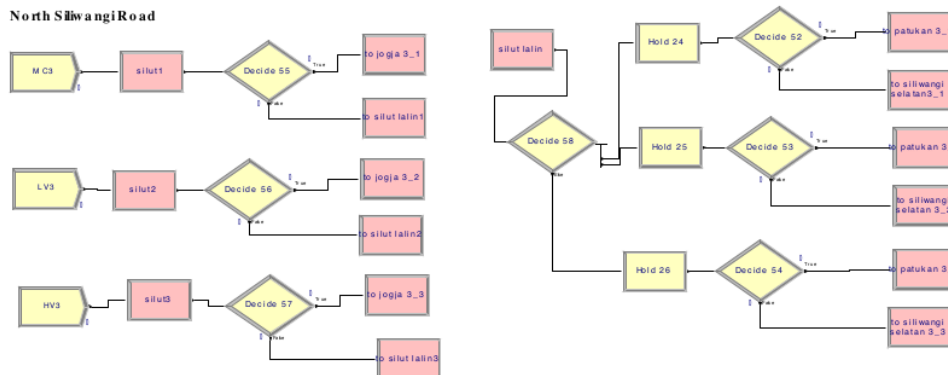 North Siliwangi Road
MC3
silut1
Decide 55
True
False
to jogja 3_1
to silut lalin1
LV3
silut2
Decide 56
True
False
to jogja 3_2
to silut lalin2
HV3
silut3
Decide 57
True
False
to jogja 3_3
to silut lalin3
silut lalin
Decide 58
False
Hold 24
Decide 52
True
False
to patukan 3_
to siliwangi
selatan3_1
Hold 25
Decide 53
True
False
to patukan 3
to siliwangi
selatan 3_
Hold 26
Decide 54
True
False
to patukan 3
to siliwangi
selatan 3_3